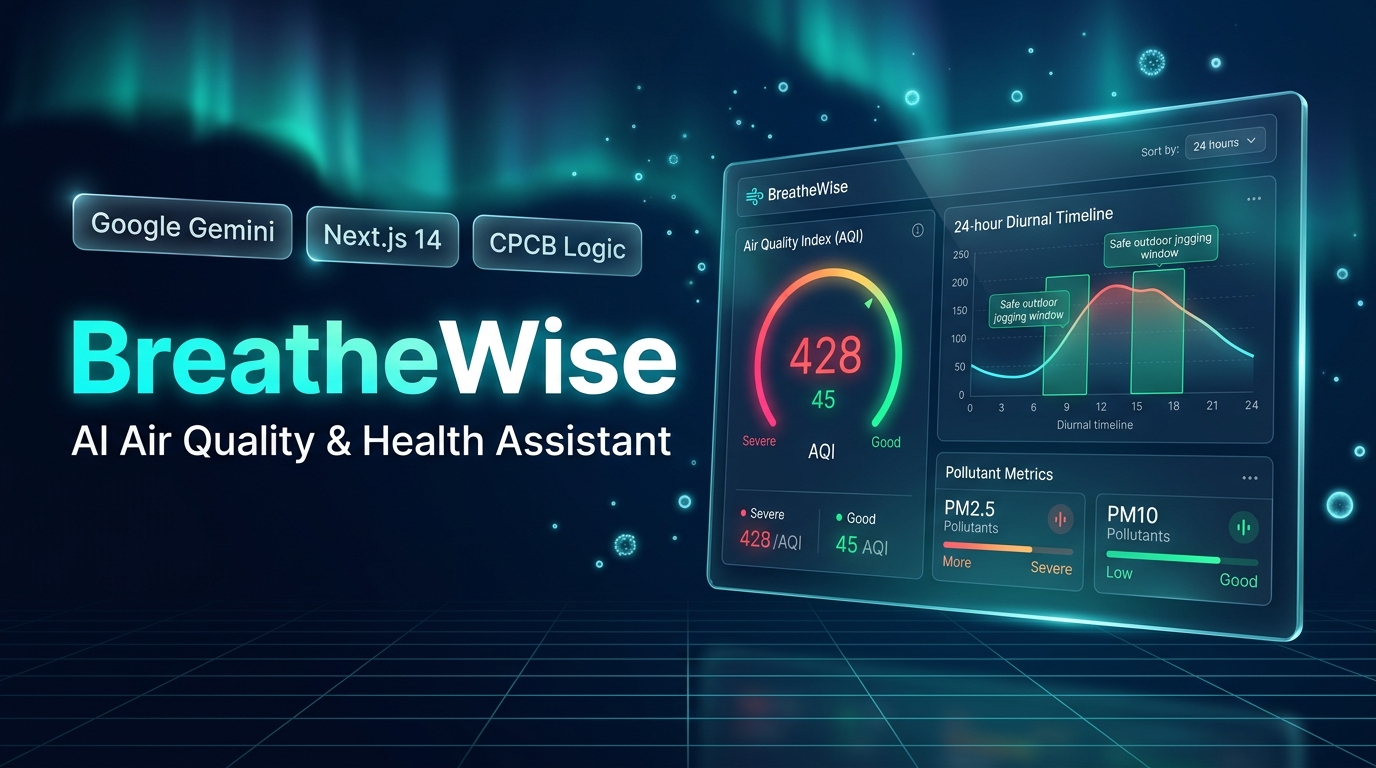 Google Gemini
Next.js 14
CPCB Logic
BreatheWise
AI Air Quality & Health Assistant
BreatheWise
Sort by:
24 hours
Air Quality Index (AQI)
428
45
Severe
Good
AQI
Severe
428/AQI
Good
45 AQI
24-hour Diurnal Timeline
Safe outdoor jngging
window
Safe outdloar
jogging window
250
200
150
100
50
0
0 3 6 9 12 15 18 21 24
Diurnal timeline
Pollutant Metrics
PM2.5
Pollutants
More
Severe
PM10
Pollutants
Low
Good